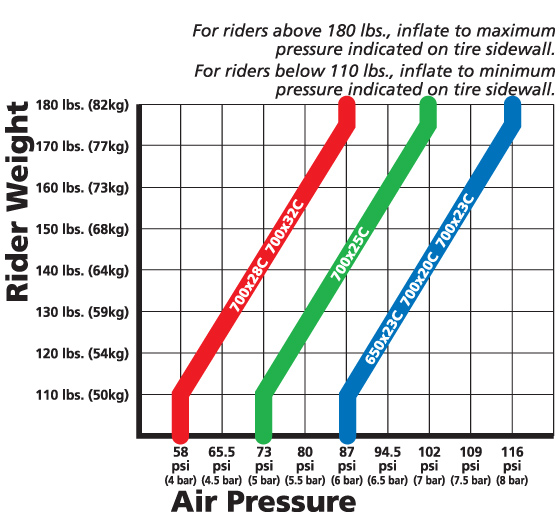 For riders above 180 lbs., inflate to maximum
pressure indicated on tire sidewall.
For riders below 110 lbs., inflate to minimum
pressure indicated on tire sidewall.
Rider Weight
180 lbs. (82kg)
170 lbs. (77kg)
160 lbs. (73kg)
150 lbs. (68kg)
140 lbs. (64kg)
130 lbs. (59kg)
120 lbs. (54kg)
110 lbs. (50kg)
700x28C 700x32C
700x25C
650x23C 700x20C 700x23C
58 65.5 73 80 87 94.5 102 109 116
psi psi psi psi psi psi psi psi psi
(4 bar) (4.5 bar) (5 bar) (5.5 bar) (6 bar) (6.5 bar) (7 bar) (7.5 bar) (8 bar)
Air Pressure